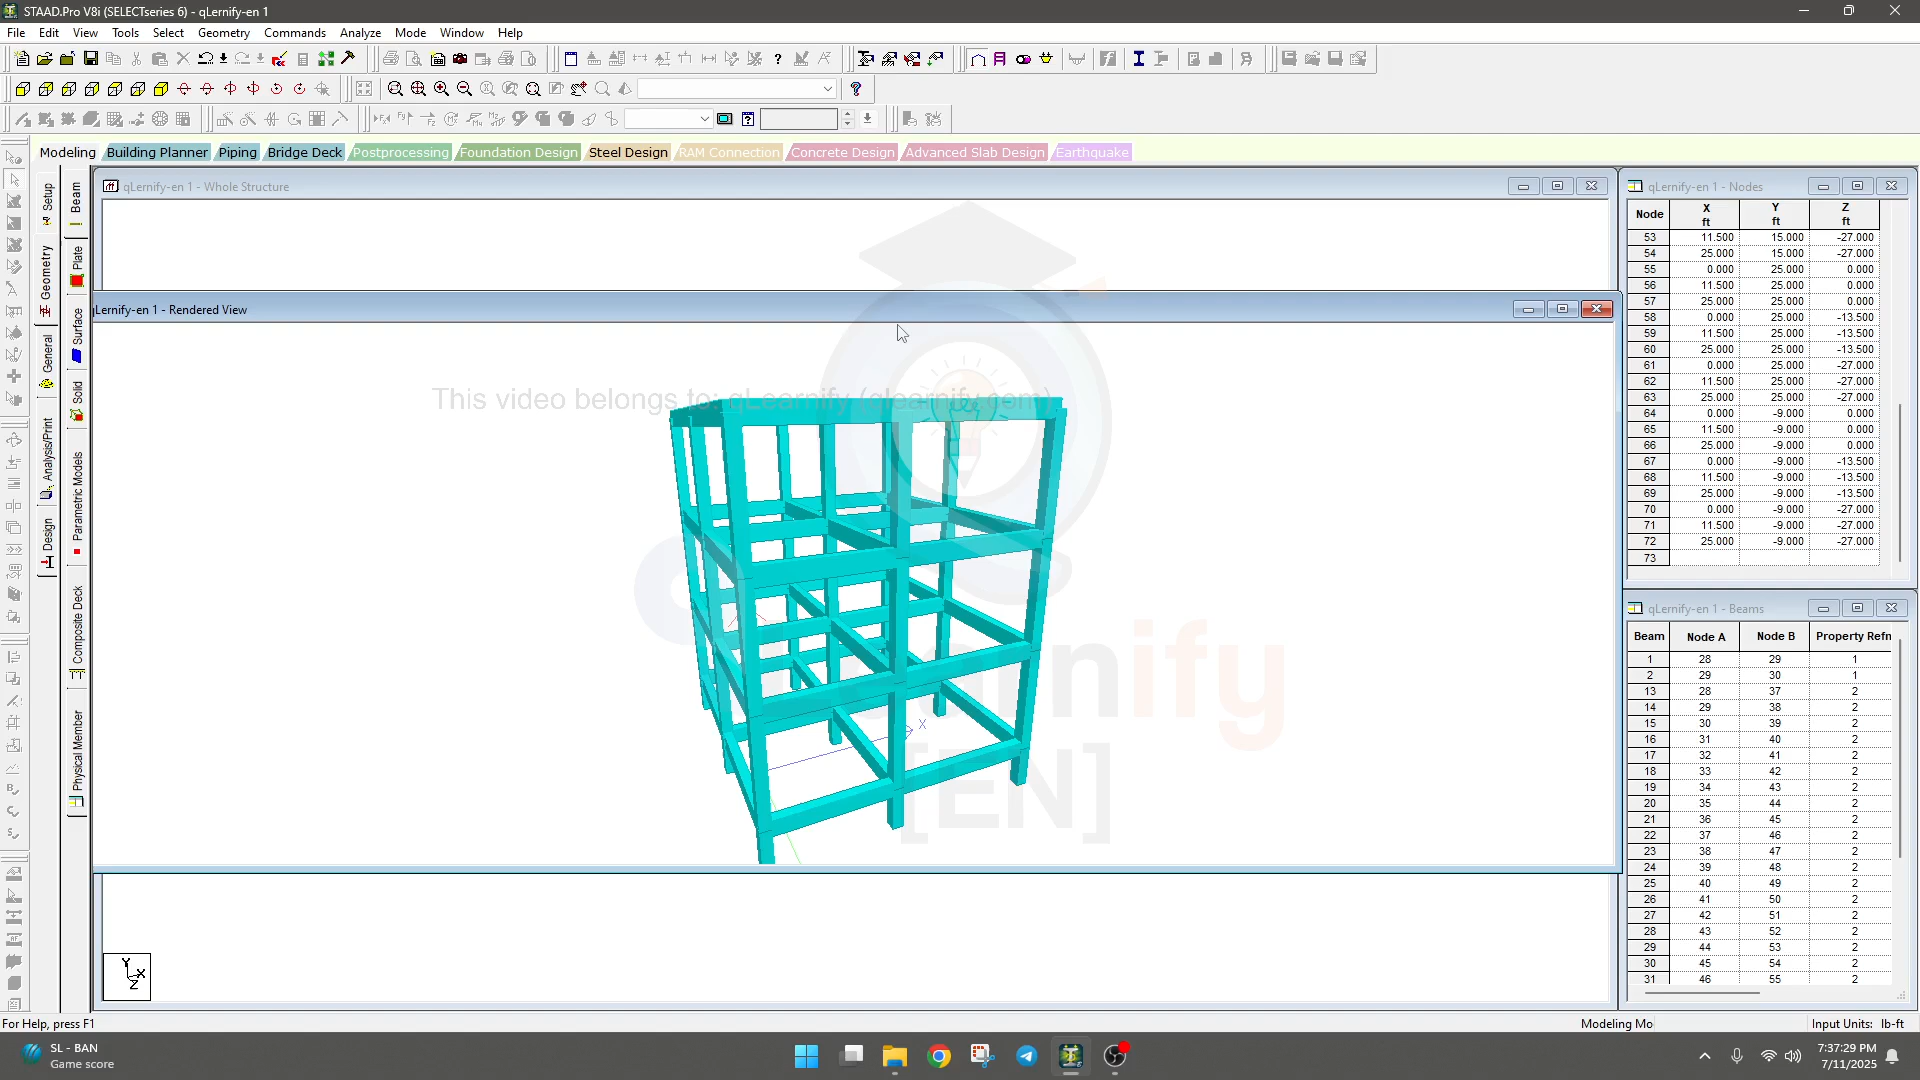 STAAD.Pro V8i (SELECTseries 6) - qLernify-en 1
File Edit View Tools Select Geometry Commands Analyze Mode Window Help
Modeling Building Planner Piping Bridge Deck Postprocessing Foundation Design Steel Design RAM Connection Concrete Design Advanced Slab Design Earthquake
Setup
Geometry
General
Analysis/Print
Design
Beam
Plate
Surface
Solid
Parametric Models
Composite Deck
Physical Member
qLernify-en 1 - Whole Structure
qLernify-en 1 - Rendered View
This video belongs to: qLearnify (qlearnify.com)
X
[EN]
Y
X
Z
qLernify-en 1 - Nodes
Node X ft Y ft Z ft
53 11.500 15.000 -27.000
54 25.000 15.000 -27.000
55 0.000 25.000 0.000
56 11.500 25.000 0.000
57 25.000 25.000 0.000
58 0.000 25.000 -13.500
59 11.500 25.000 -13.500
60 25.000 25.000 -13.500
61 0.000 25.000 -27.000
62 11.500 25.000 -27.000
63 25.000 25.000 -27.000
64 0.000 -9.000 0.000
65 11.500 -9.000 0.000
66 25.000 -9.000 0.000
67 0.000 -9.000 -13.500
68 11.500 -9.000 -13.500
69 25.000 -9.000 -13.500
70 0.000 -9.000 -27.000
71 11.500 -9.000 -27.000
72 25.000 -9.000 -27.000
73
qLernify-en 1 - Beams
Beam Node A Node B Property Refn
1 28 29 1
2 29 30 1
13 28 37 2
14 29 38 2
15 30 39 2
16 31 40 2
17 32 41 2
18 33 42 2
19 34 43 2
20 35 44 2
21 36 45 2
22 37 46 2
23 38 47 2
24 39 48 2
25 40 49 2
26 41 50 2
27 42 51 2
28 43 52 2
29 44 53 2
30 45 54 2
31 46 55 2
For Help, press F1
Modeling Mo
Input Units: lb-ft
SL - BAN
Game score
7:37:29 PM
7/11/2025